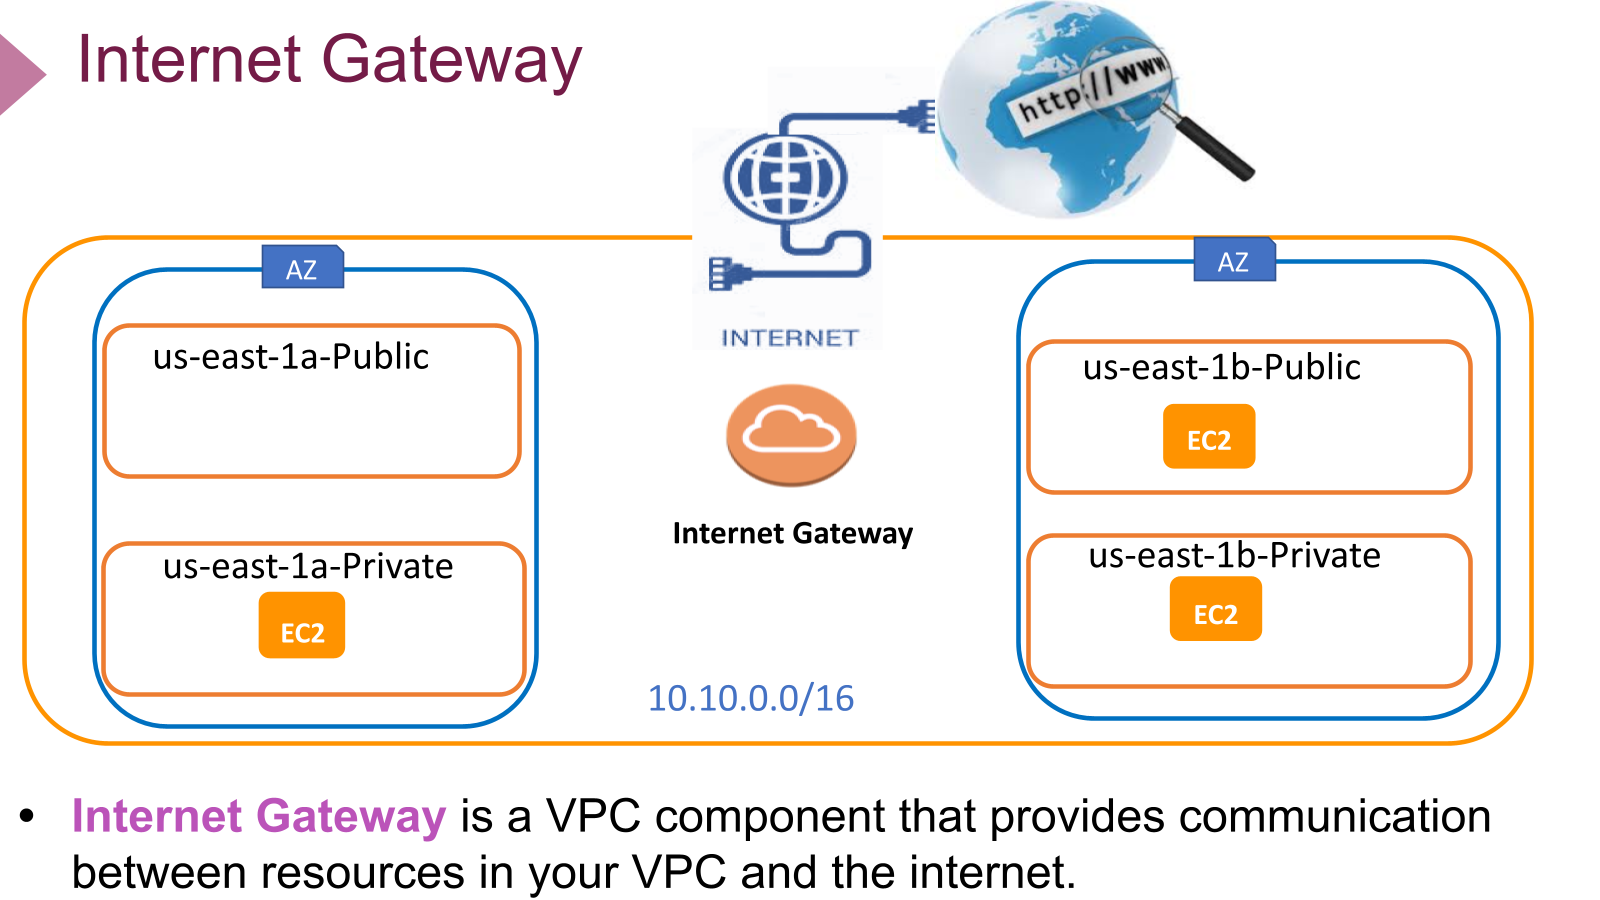 Internet Gateway
http://www.
INTERNET
AZ
AZ
us-east-1a-Public
us-east-1b-Public
EC2
Internet Gateway
us-east-1a-Private
EC2
us-east-1b-Private
EC2
10.10.0.0/16
• Internet Gateway is a VPC component that provides communication
between resources in your VPC and the internet.